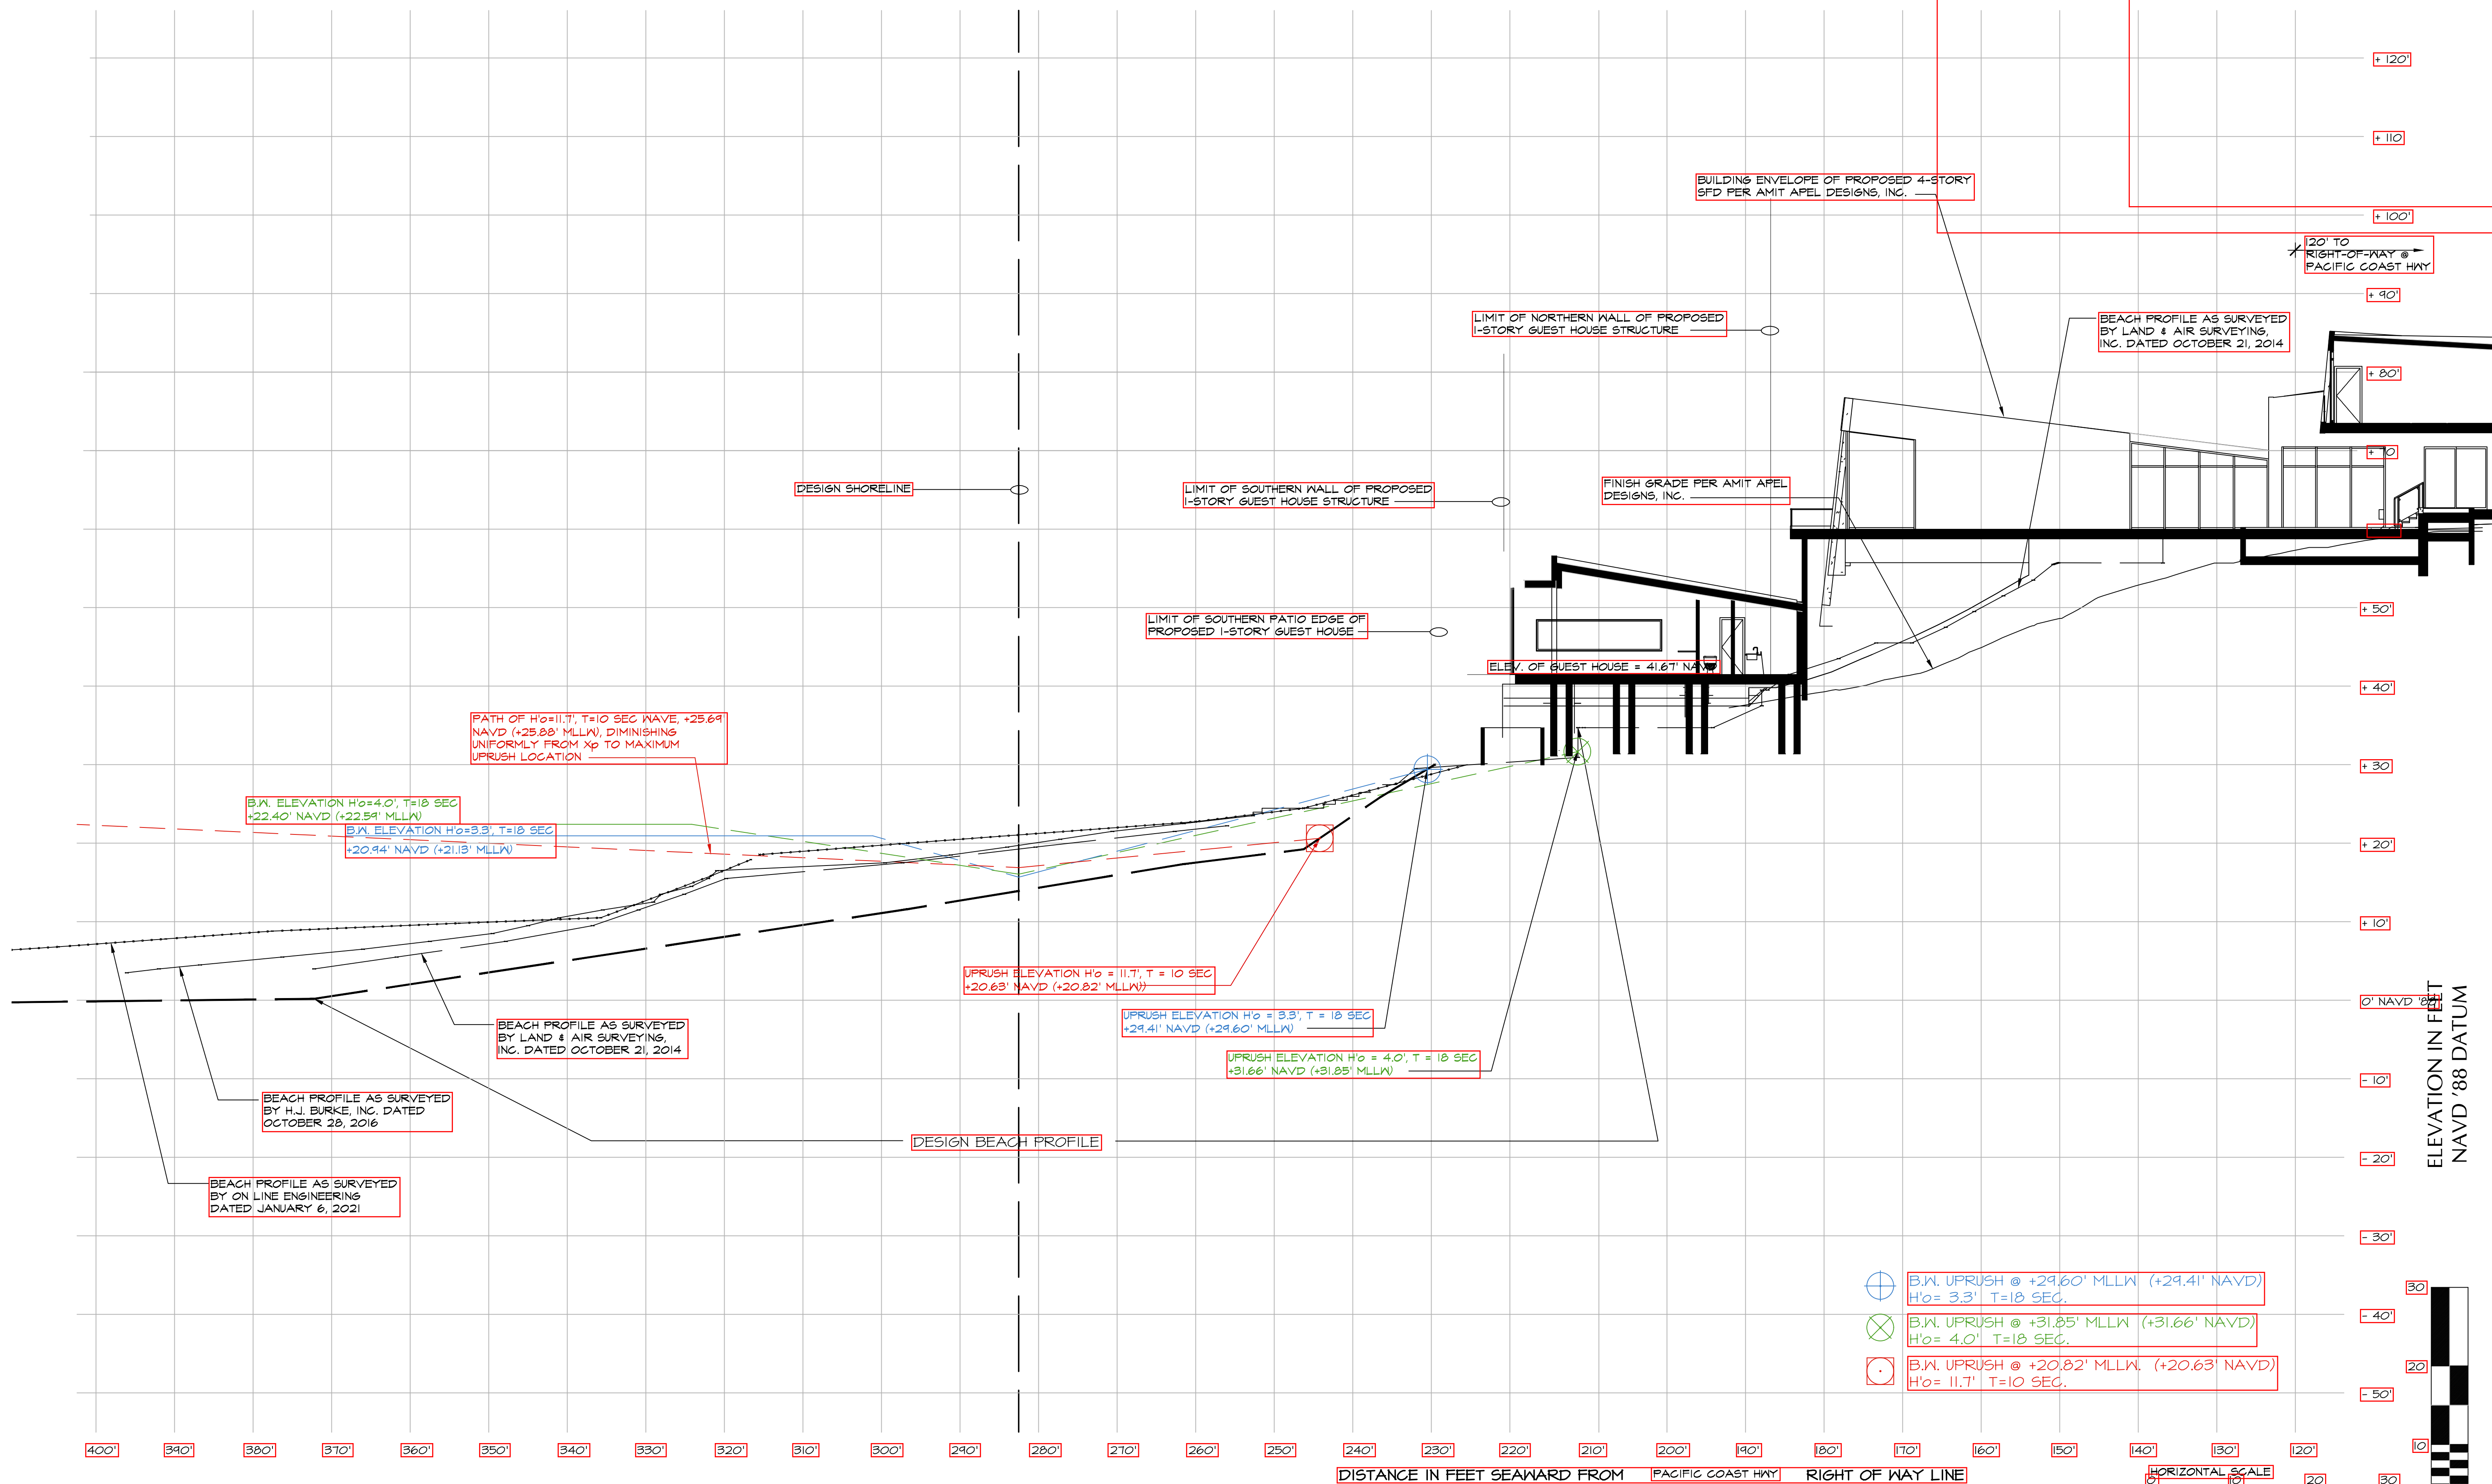 + 120'
+ 110
BUILDING ENVELOPE OF PROPOSED 4-STORY
SFD PER AMIT APEL DESIGNS, INC.
+ 100'
120' TO
RIGHT-OF-WAY @
PACIFIC COAST HWY
+ 90'
LIMIT OF NORTHERN WALL OF PROPOSED
1-STORY GUEST HOUSE STRUCTURE
BEACH PROFILE AS SURVEYED
BY LAND & AIR SURVEYING,
INC. DATED OCTOBER 21, 2014
+ 80'
DESIGN SHORELINE
LIMIT OF SOUTHERN WALL OF PROPOSED
1-STORY GUEST HOUSE STRUCTURE
FINISH GRADE PER AMIT APEL
DESIGNS, INC.
+ 50'
LIMIT OF SOUTHERN PATIO EDGE OF
PROPOSED 1-STORY GUEST HOUSE
ELEV. OF GUEST HOUSE = 41.67' NAVD
+ 40'
PATH OF H'o=11.7', T=10 SEC WAVE, +25.69'
NAVD (+25.88' MLLW), DIMINISHING
UNIFORMLY FROM Xp TO MAXIMUM
UPRUSH LOCATION
+ 30
B.W. ELEVATION H'o=4.0', T=18 SEC
+22.40' NAVD (+22.59' MLLW)
B.W. ELEVATION H'o=3.3', T=18 SEC
+20.94' NAVD (+21.13' MLLW)
+ 20'
+ 10'
UPRUSH ELEVATION H'o = 11.7', T = 10 SEC
+20.63' NAVD (+20.82' MLLW))
0' NAVD '88
UPRUSH ELEVATION H'o = 3.3', T = 18 SEC
+29.41' NAVD (+29.60' MLLW)
BEACH PROFILE AS SURVEYED
BY LAND & AIR SURVEYING,
INC. DATED OCTOBER 21, 2014
UPRUSH ELEVATION H'o = 4.0', T = 18 SEC
+31.66' NAVD (+31.85' MLLW)
- 10'
ELEVATION IN FEET
NAVD '88 DATUM
BEACH PROFILE AS SURVEYED
BY H.J. BURKE, INC. DATED
OCTOBER 28, 2016
DESIGN BEACH PROFILE
- 20'
BEACH PROFILE AS SURVEYED
BY ON LINE ENGINEERING
DATED JANUARY 6, 2021
- 30'
B.W. UPRUSH @ +29.60' MLLW (+29.41' NAVD)
H'o= 3.3' T=18 SEC.
30
- 40'
B.W. UPRUSH @ +31.85' MLLW (+31.66' NAVD)
H'o= 4.0' T=18 SEC.
B.W. UPRUSH @ +20.82' MLLW. (+20.63' NAVD)
H'o= 11.7' T=10 SEC.
20
- 50'
10
400' 390' 380' 370' 360' 350' 340' 330' 320' 310' 300' 290' 280' 270' 260' 250' 240' 230' 220' 210' 200' 190' 180' 170' 160' 150' 140' 130' 120'
DISTANCE IN FEET SEAWARD FROM PACIFIC COAST HWY RIGHT OF WAY LINE
HORIZONTAL SCALE
0 10 20 30